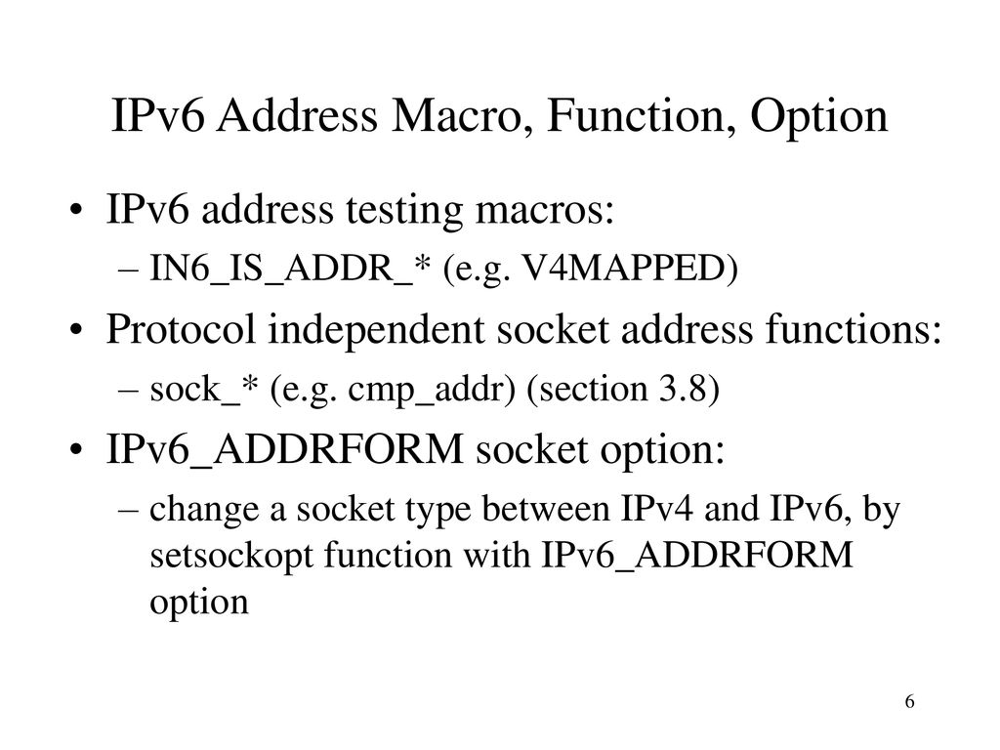 IPv6 Address Macro, Function, Option
• IPv6 address testing macros:
– IN6_IS_ADDR_* (e.g. V4MAPPED)
• Protocol independent socket address functions:
– sock_* (e.g. cmp_addr) (section 3.8)
• IPv6_ADDRFORM socket option:
– change a socket type between IPv4 and IPv6, by
setsockopt function with IPv6_ADDRFORM
option
6